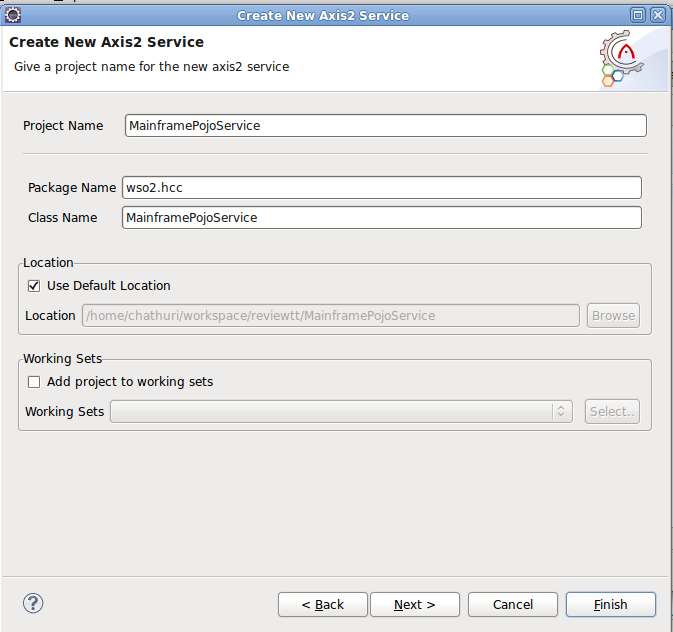 Create New Axis2 Service
Create New Axis2 Service
Give a project name for the new axis2 service
Project Name MainframePojoService
Package Name wso2.hcc
Class Name MainframePojoService
Location
Use Default Location
Location /home/chathuri/workspace/reviewtt/MainframePojoService Browse
Working Sets
Add project to working sets
Working Sets Select..
? < Back Next > Cancel Finish